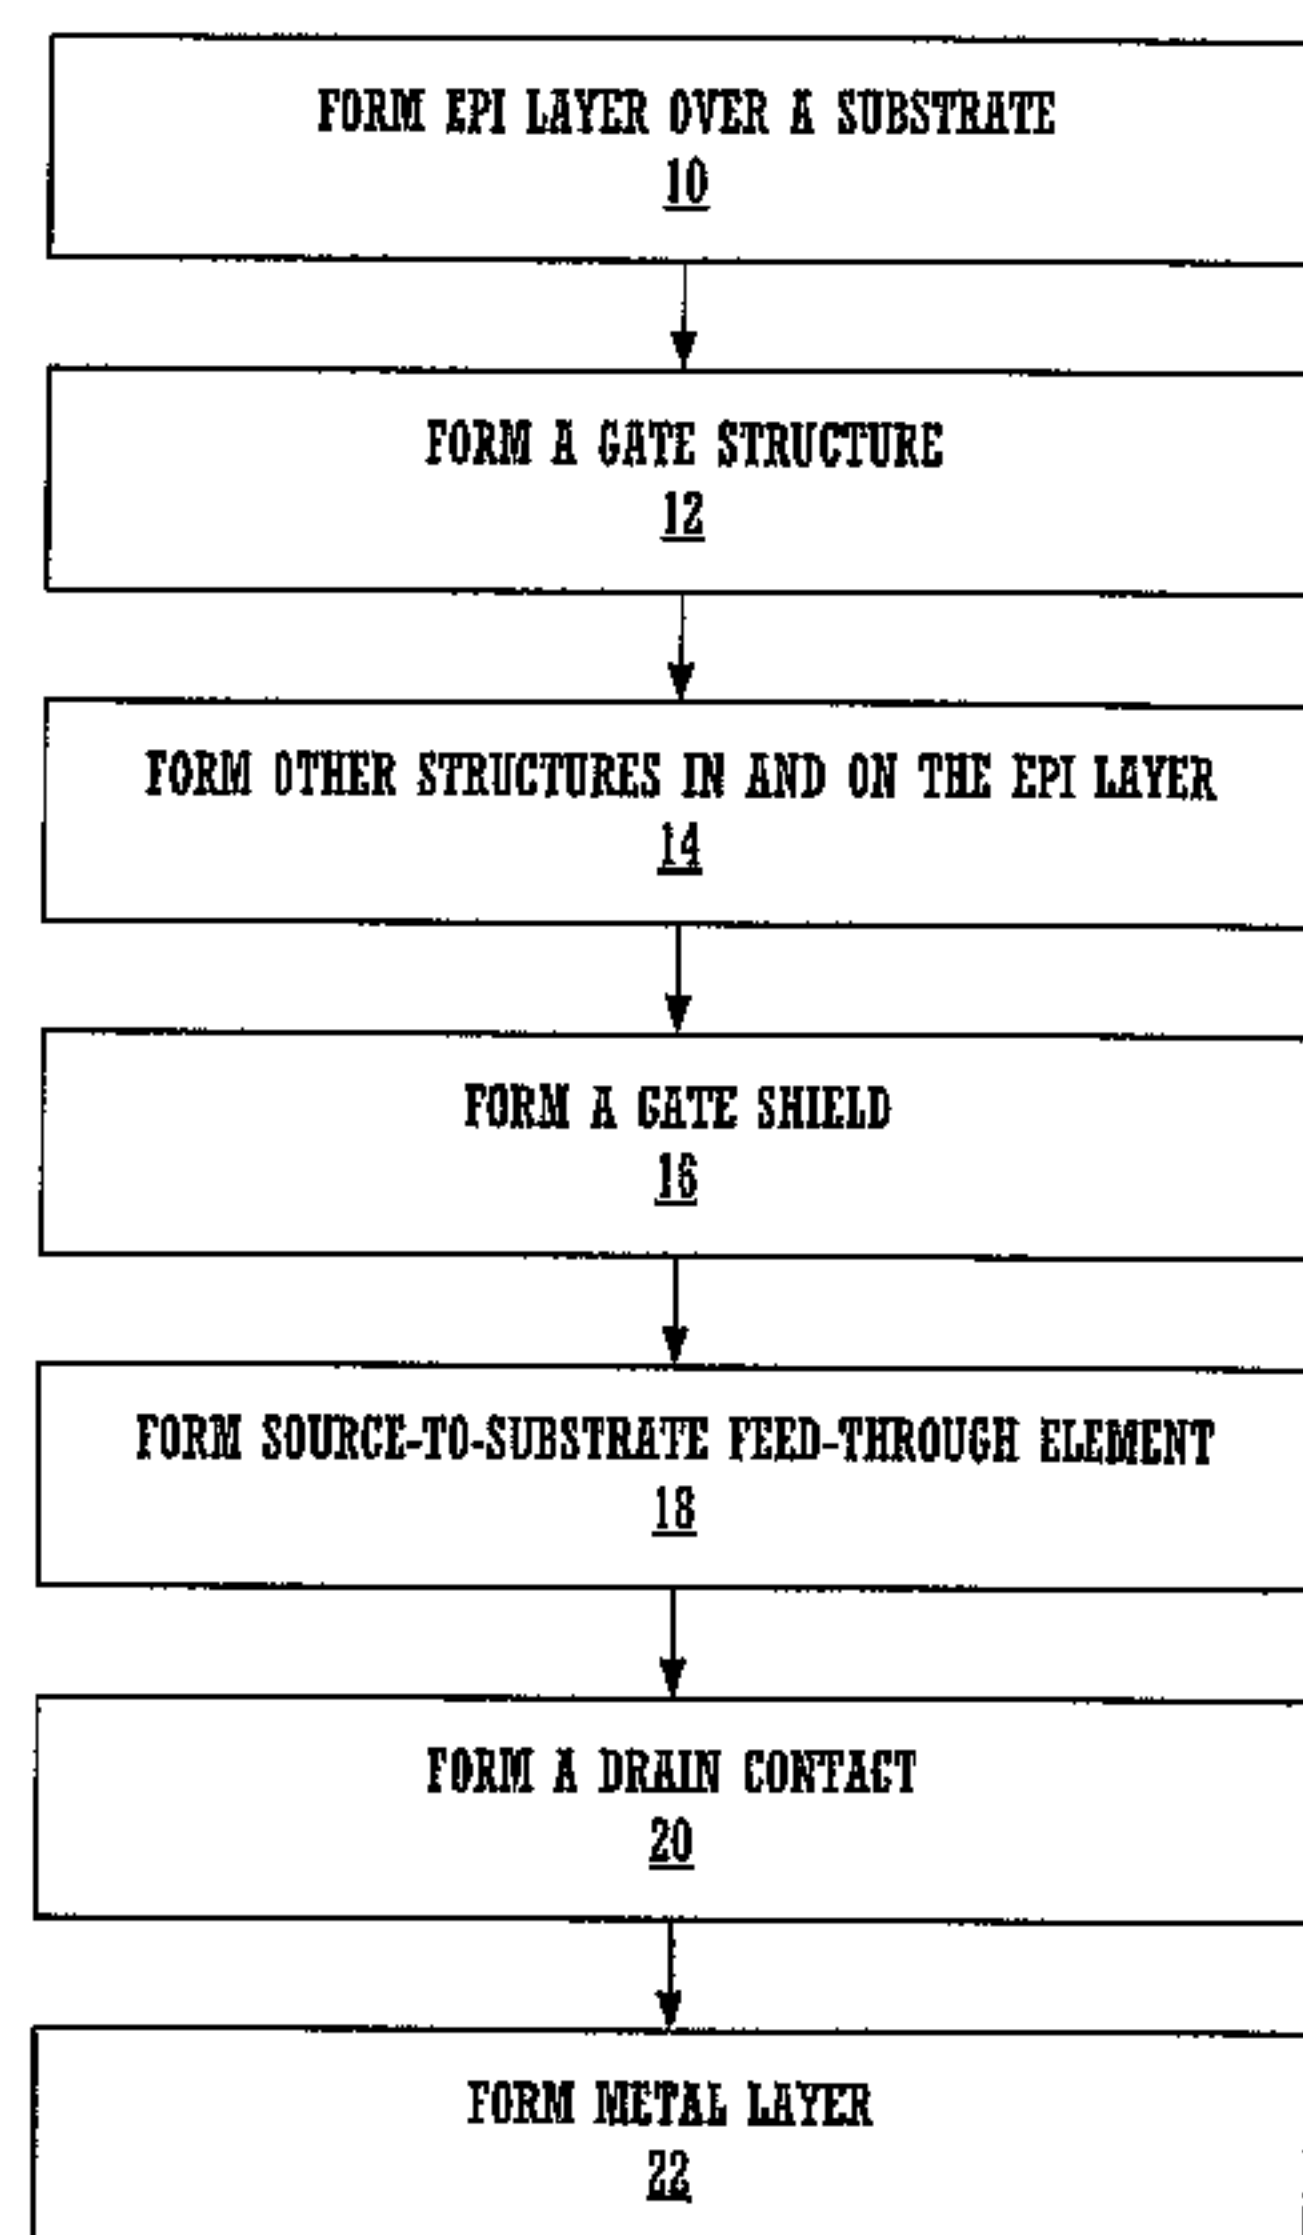 FORM EPI LAYER OVER A SUBSTRATE
10
FORM A GATE STRUCTURE
12
FORM OTHER STRUCTURES IN AND ON THE EPI LAYER
14
FORM A GATE SHIELD
16
FORM SOURCE-TO-SUBSTRATE FEED-THROUGH ELEMENT
18
FORM A DRAIN CONTACT
20
FORM METAL LAYER
22